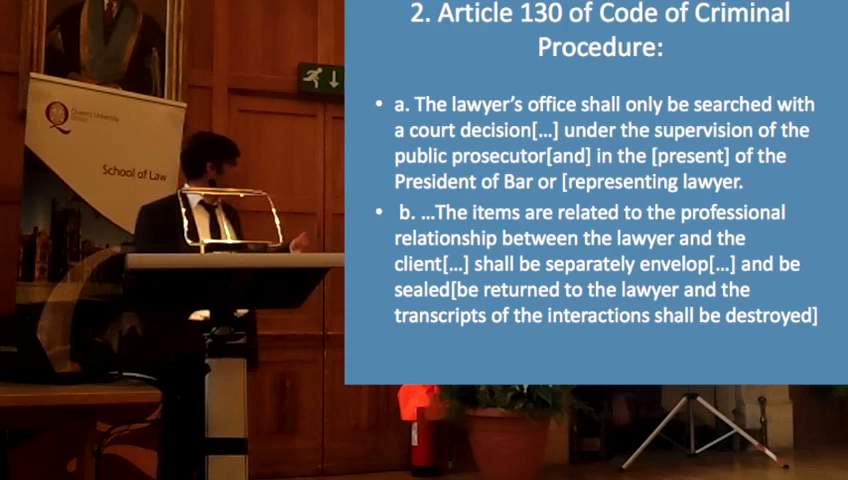 Queen's University
Belfast
School of Law
2. Article 130 of Code of Criminal
Procedure:
• a. The lawyer's office shall only be searched with
a court decision[...] under the supervision of the
public prosecutor[and] in the [present] of the
President of Bar or [representing lawyer.
• b. ...The items are related to the professional
relationship between the lawyer and the
client[...] shall be separately envelop[...] and be
sealed[be returned to the lawyer and the
transcripts of the interactions shall be destroyed]